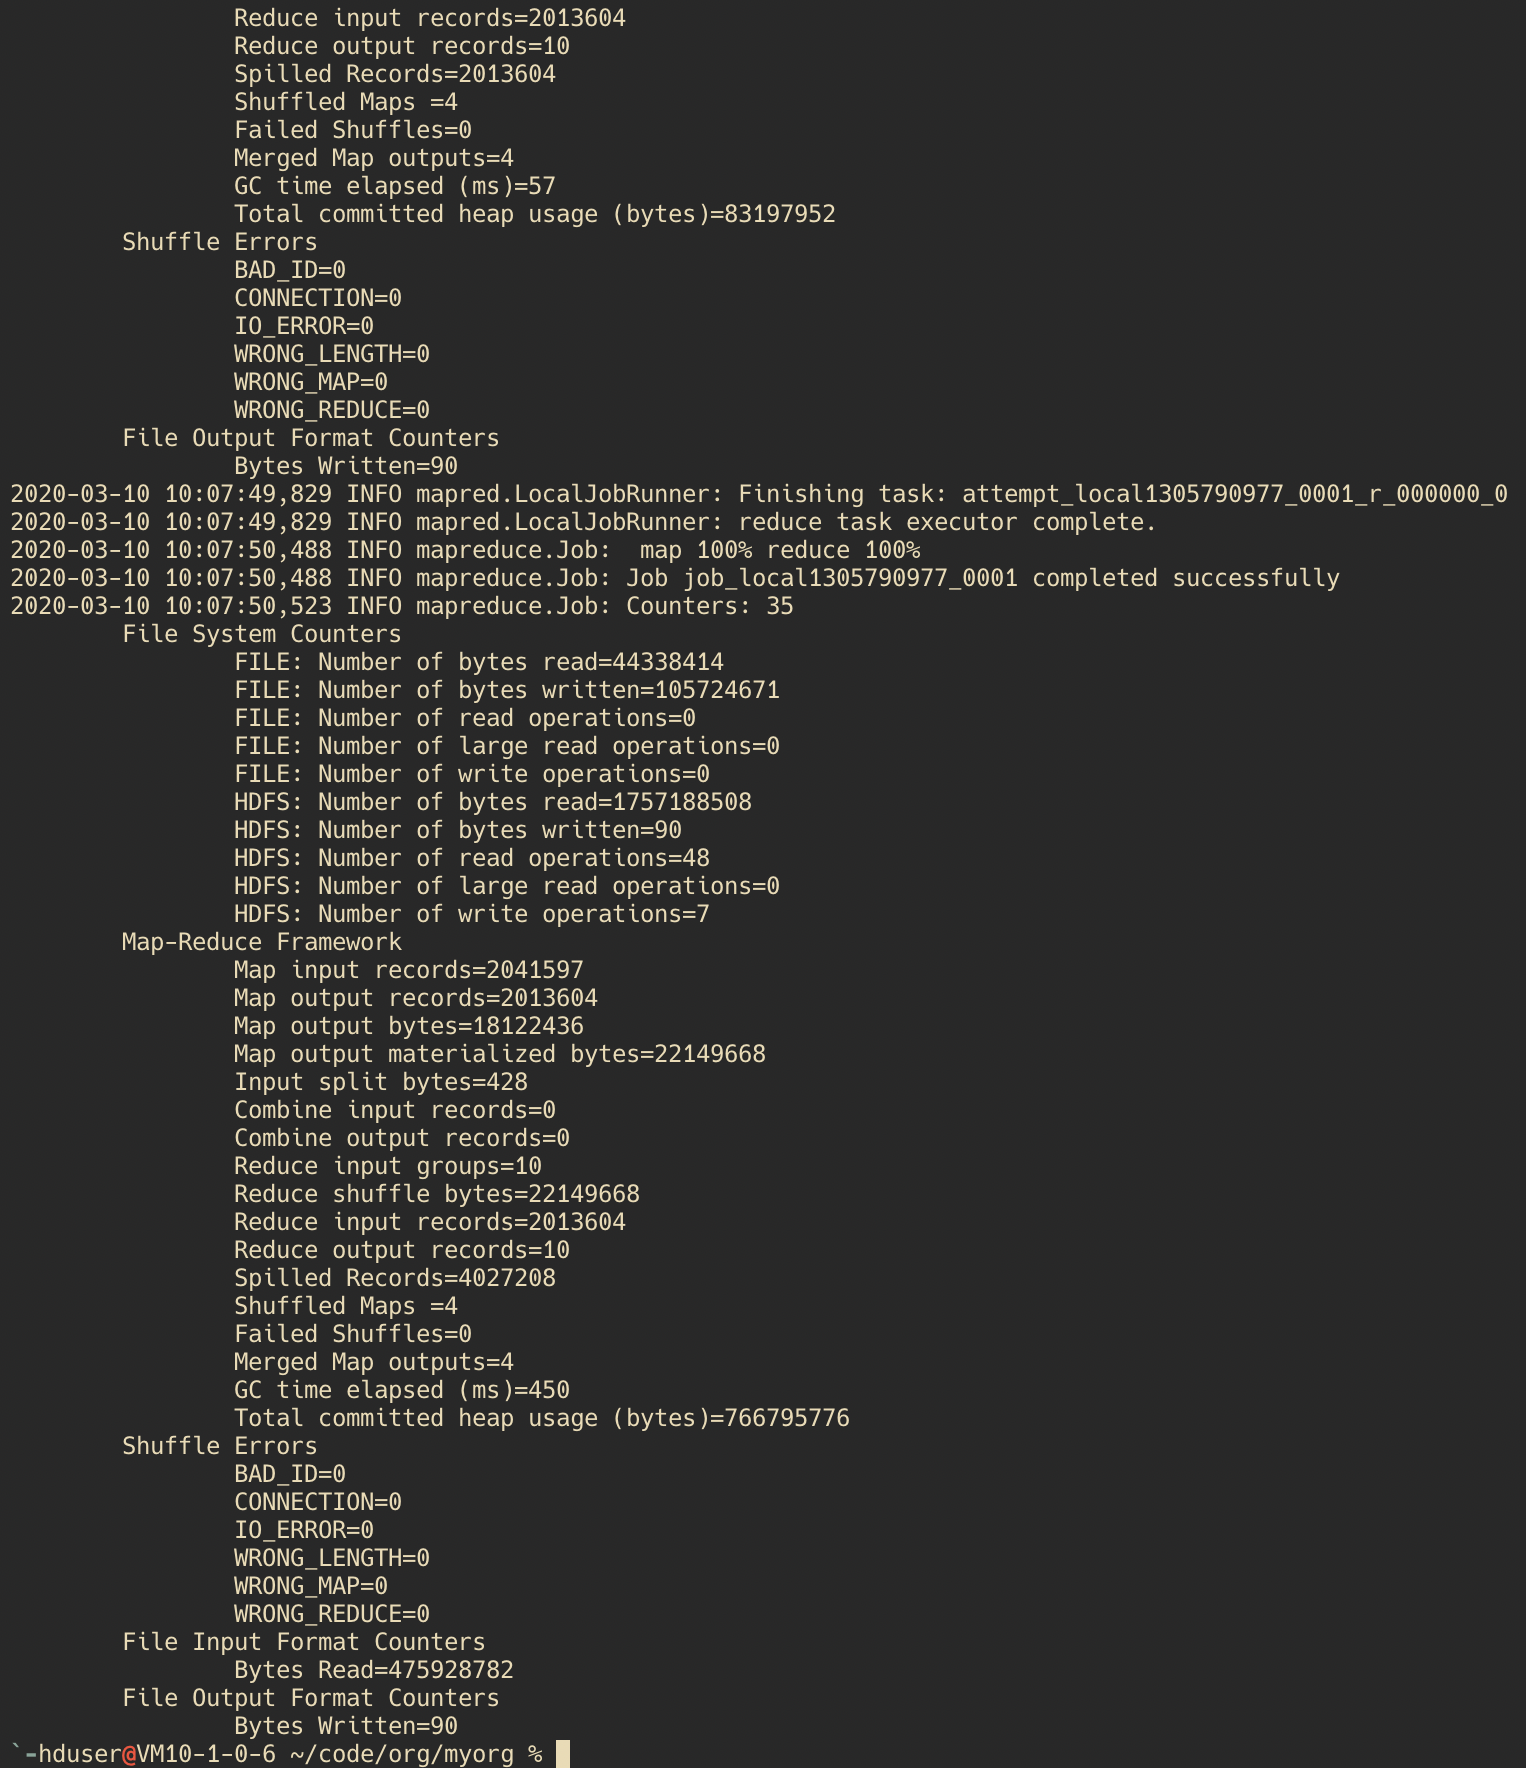 Reduce input records=2013604
Reduce output records=10
Spilled Records=2013604
Shuffled Maps =4
Failed Shuffles=0
Merged Map outputs=4
GC time elapsed (ms)=57
Total committed heap usage (bytes)=83197952
Shuffle Errors
BAD_ID=0
CONNECTION=0
IO_ERROR=0
WRONG_LENGTH=0
WRONG_MAP=0
WRONG_REDUCE=0
File Output Format Counters
Bytes Written=90
2020-03-10 10:07:49,829 INFO mapred.LocalJobRunner: Finishing task: attempt_local1305790977_0001_r_000000_0
2020-03-10 10:07:49,829 INFO mapred.LocalJobRunner: reduce task executor complete.
2020-03-10 10:07:50,488 INFO mapreduce.Job:  map 100% reduce 100%
2020-03-10 10:07:50,488 INFO mapreduce.Job: Job job_local1305790977_0001 completed successfully
2020-03-10 10:07:50,523 INFO mapreduce.Job: Counters: 35
File System Counters
FILE: Number of bytes read=44338414
FILE: Number of bytes written=105724671
FILE: Number of read operations=0
FILE: Number of large read operations=0
FILE: Number of write operations=0
HDFS: Number of bytes read=1757188508
HDFS: Number of bytes written=90
HDFS: Number of read operations=48
HDFS: Number of large read operations=0
HDFS: Number of write operations=7
Map-Reduce Framework
Map input records=2041597
Map output records=2013604
Map output bytes=18122436
Map output materialized bytes=22149668
Input split bytes=428
Combine input records=0
Combine output records=0
Reduce input groups=10
Reduce shuffle bytes=22149668
Reduce input records=2013604
Reduce output records=10
Spilled Records=4027208
Shuffled Maps =4
Failed Shuffles=0
Merged Map outputs=4
GC time elapsed (ms)=450
Total committed heap usage (bytes)=766795776
Shuffle Errors
BAD_ID=0
CONNECTION=0
IO_ERROR=0
WRONG_LENGTH=0
WRONG_MAP=0
WRONG_REDUCE=0
File Input Format Counters
Bytes Read=475928782
File Output Format Counters
Bytes Written=90
`-hduser@VM10-1-0-6 ~/code/org/myorg %